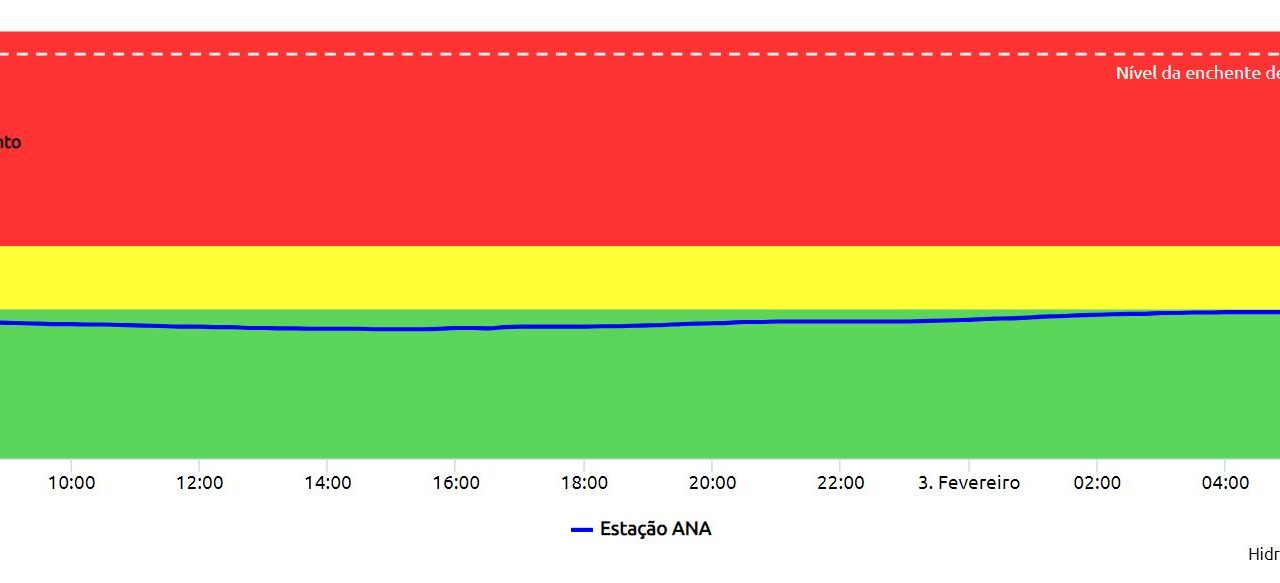 Nível da enchente de
nto
10:00 12:00 14:00 16:00 18:00 20:00 22:00 3. Fevereiro 02:00 04:00
Estação ANA
Hidr